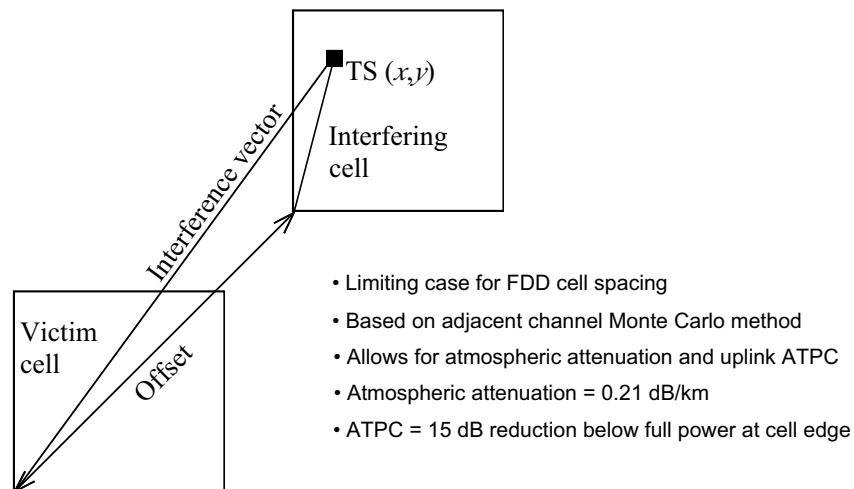 TS (x,y)
Interfering
cell
Interference vector
Victim
cell
Offset
• Limiting case for FDD cell spacing
• Based on adjacent channel Monte Carlo method
• Allows for atmospheric attenuation and uplink ATPC
• Atmospheric attenuation = 0.21 dB/km
• ATPC = 15 dB reduction below full power at cell edge